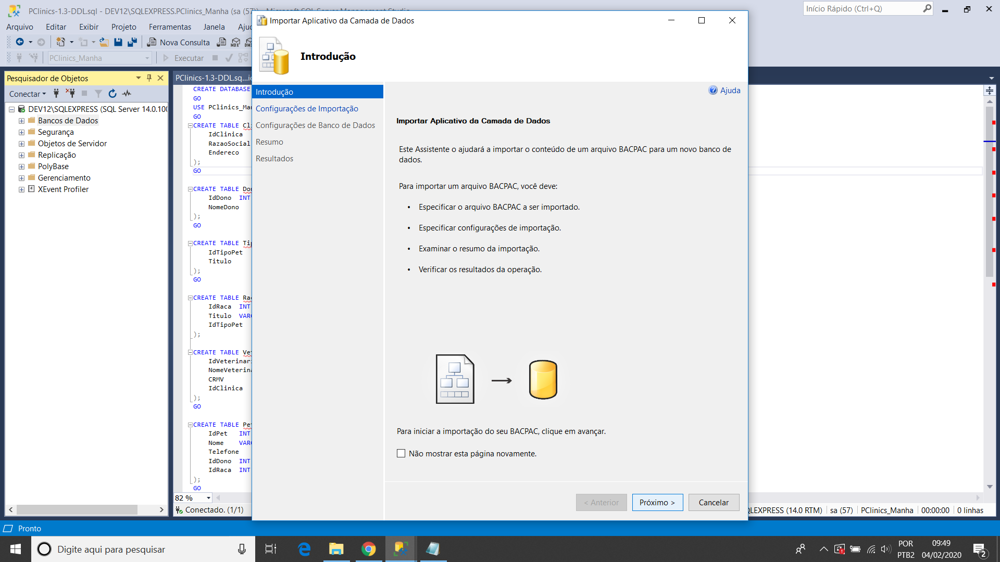 PClinics-1.3-DDL.sql - DEV12\SQLEXPRESS.PClinics_Manha (sa (57)) - Microsoft SQL Server Management Studio
Início Rápido (Ctrl+Q)
Arquivo Editar Exibir Projeto Ferramentas Janela
Nova Consulta
MDX
PClinics_Manha
Executar
Pesquisador de Objetos
Conectar
DEV12\SQLEXPRESS (SQL Server 14.0.100
Bancos de Dados
Segurança
Objetos de Servidor
Replicação
PolyBase
Gerenciamento
XEvent Profiler
PClinics-1.3-DDL.sq...
CREATE DATABASE
GO
USE PClinics_Ma
GO
CREATE TABLE Cl
IdClinica
RazaoSocial
Endereco
);
GO
CREATE TABLE Do
IdDono INT
NomeDono
);
GO
CREATE TABLE Ti
IdTipoPet
Titulo
);
GO
CREATE TABLE Ra
IdRaca INT
Titulo VAR
IdTipoPet
);
CREATE TABLE Ve
IdVeterinar
NomeVeterina
CRMV
IdClinica
);
GO
CREATE TABLE Pe
IdPet INT
Nome VAR
Telefone
IdDono INT
IdRaca INT
);
GO
82 %
Conectado. (1/1)
Importar Aplicativo da Camada de Dados
Introdução
Introdução
Configurações de Importação
Configurações de Banco de Dados
Resumo
Resultados
Ajuda
Importar Aplicativo da Camada de Dados
Este Assistente o ajudará a importar o conteúdo de um arquivo BACPAC para um novo banco de
dados.
Para importar um arquivo BACPAC, você deve:
• Especificar o arquivo BACPAC a ser importado.
• Especificar configurações de importação.
• Examinar o resumo da importação.
• Verificar os resultados da operação.
Para iniciar a importação do seu BACPAC, clique em avançar.
Não mostrar esta página novamente.
< Anterior Próximo > Cancelar
QLEXPRESS (14.0 RTM) sa (57) PClinics_Manha 00:00:00 0 linhas
Pronto
Digite aqui para pesquisar
POR
PTB2
09:49
04/02/2020
2